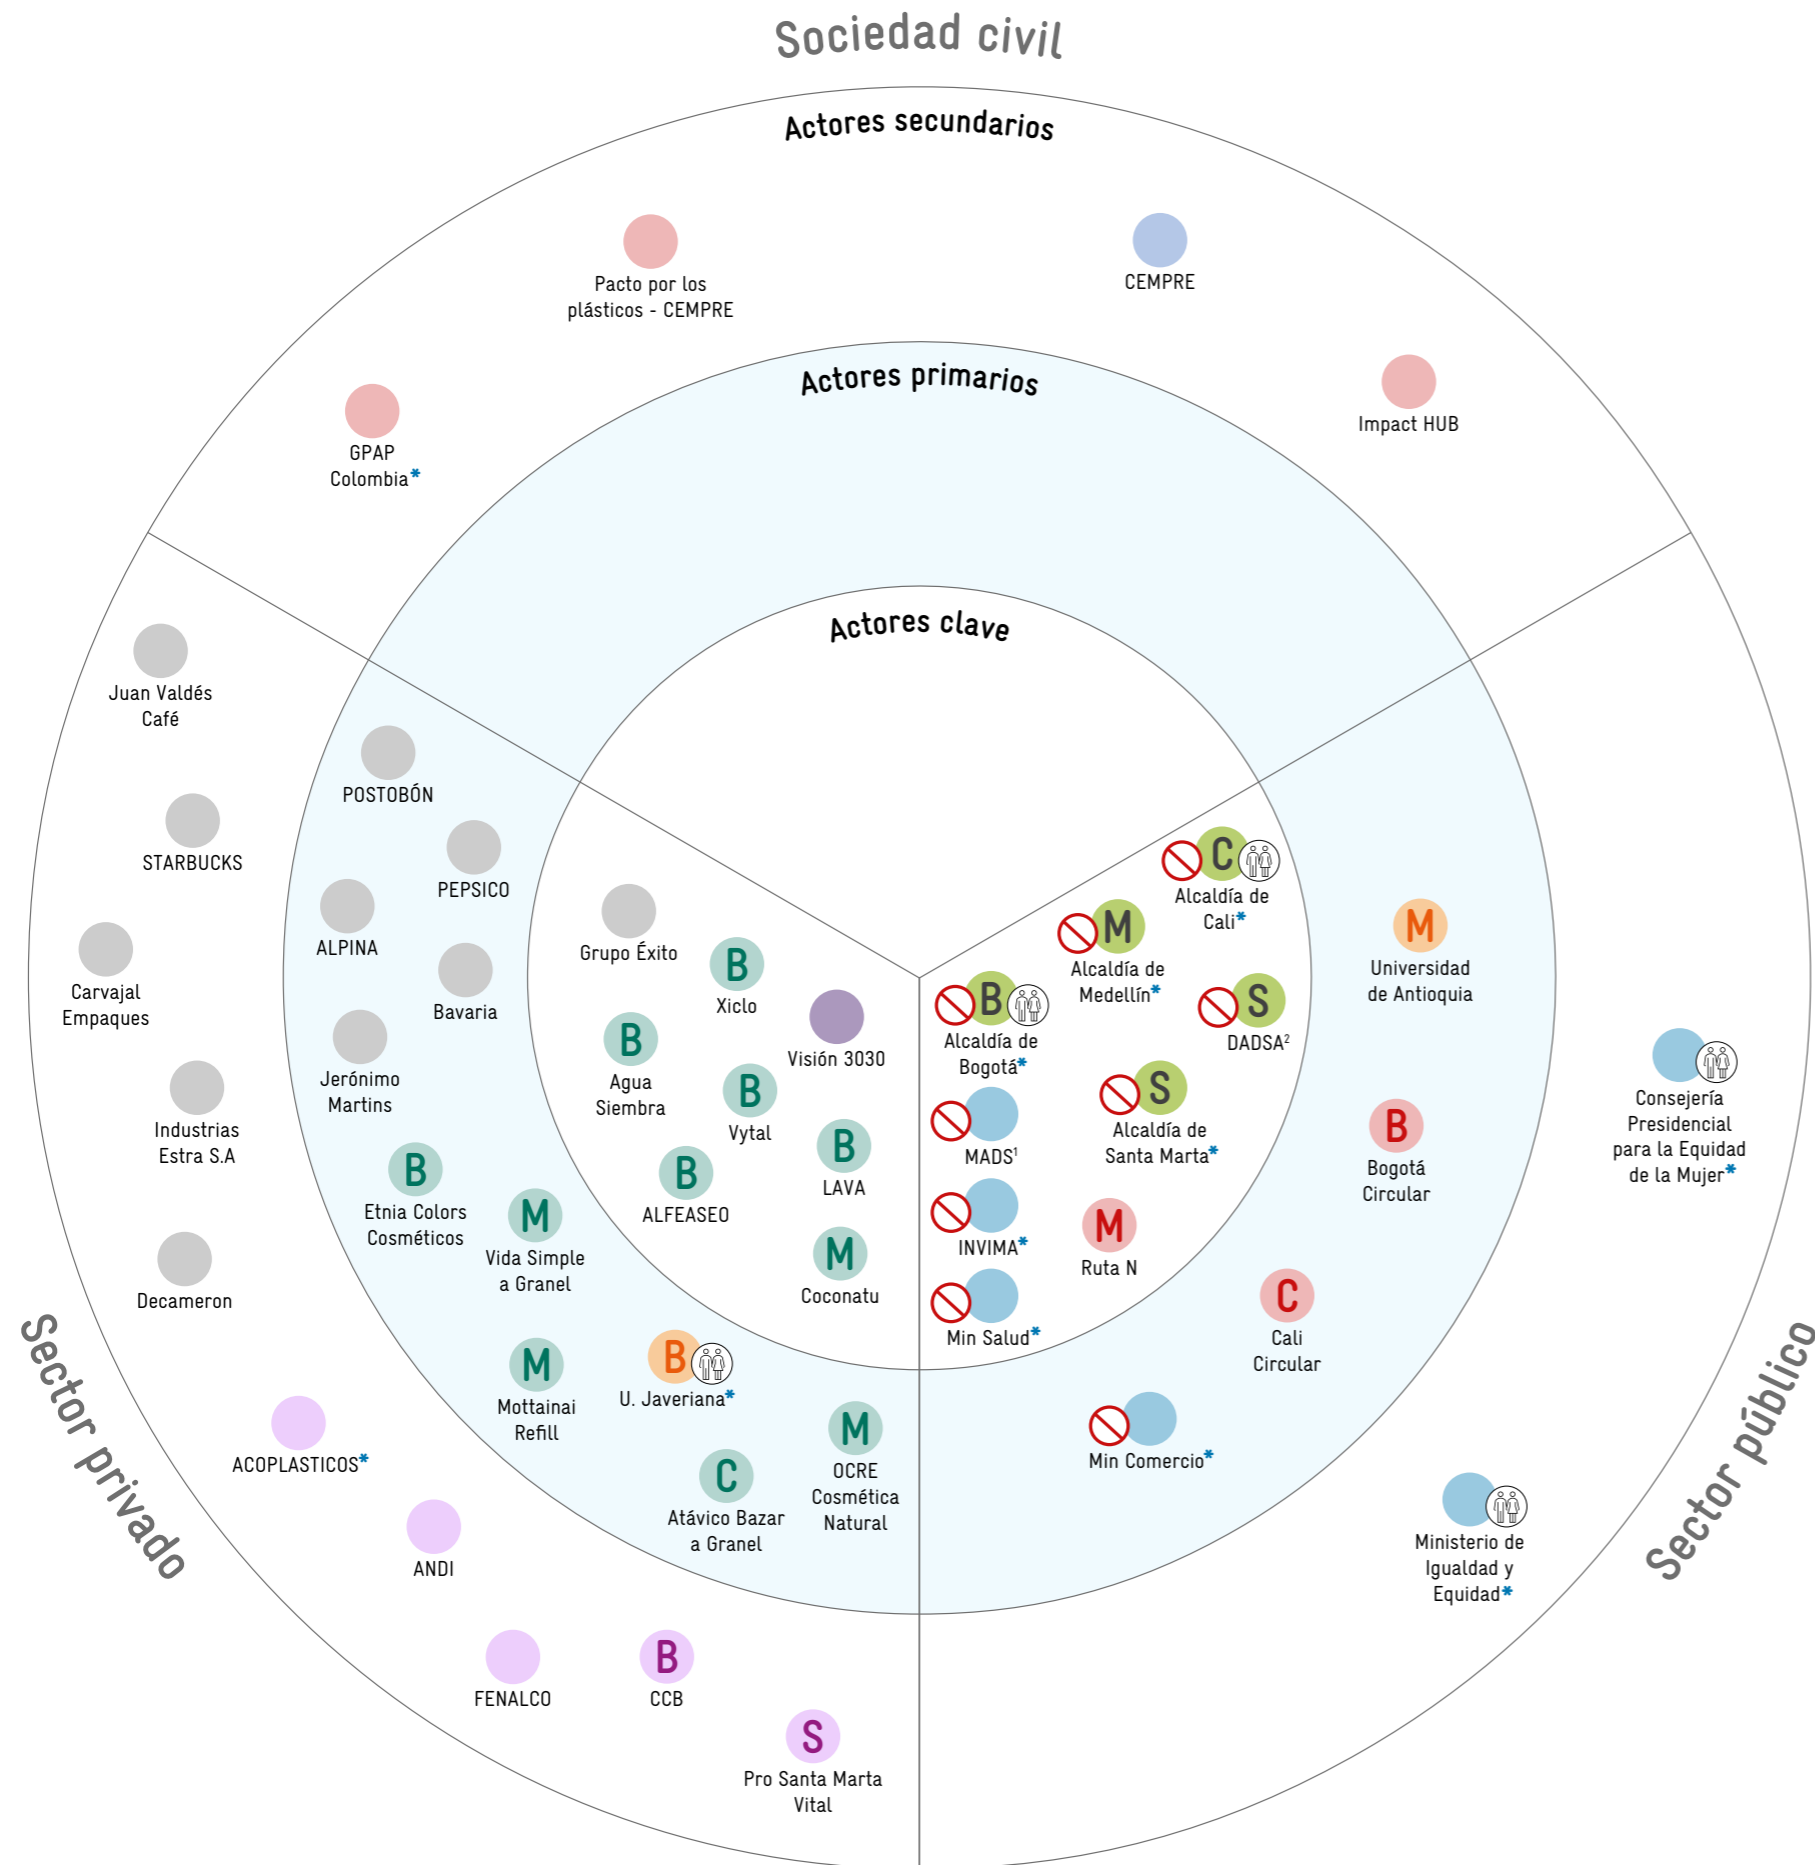 Sociedad civil
Actores secundarios
Pacto por los
plásticos - CEMPRE
CEMPRE
GPAP
Colombia*
Impact HUB
Actores primarios
Actores clave
Sector privado
Juan Valdés
Café
STARBUCKS
Carvajal
Empaques
Industrias
Estra S.A
Decameron
ACOPLASTICOS*
ANDI
FENALCO
B
CCB
S
Pro Santa Marta
Vital
POSTOBÓN
PEPSICO
ALPINA
Bavaria
Jerónimo
Martins
B
Etnia Colors
Cosméticos
M
Vida Simple
a Granel
M
Mottainai
Refill
B
U. Javeriana*
C
Atávico Bazar
a Granel
M
OCRE
Cosmética
Natural
Grupo Éxito
B
Xiclo
Visión 3030
B
Agua
Siembra
B
Vytal
B
LAVA
B
ALFEASEO
M
Coconatu
C
Alcaldía de
Cali*
M
Alcaldía de
Medellín*
B
Alcaldía de
Bogotá*
S
DADSA²
MADS¹
S
Alcaldía de
Santa Marta*
INVIMA*
M
Ruta N
Min Salud*
M
Universidad
de Antioquia
B
Bogotá
Circular
C
Cali
Circular
Min Comercio*
Consejería
Presidencial
para la Equidad
de la Mujer*
Ministerio de
Igualdad y
Equidad*
Sector público